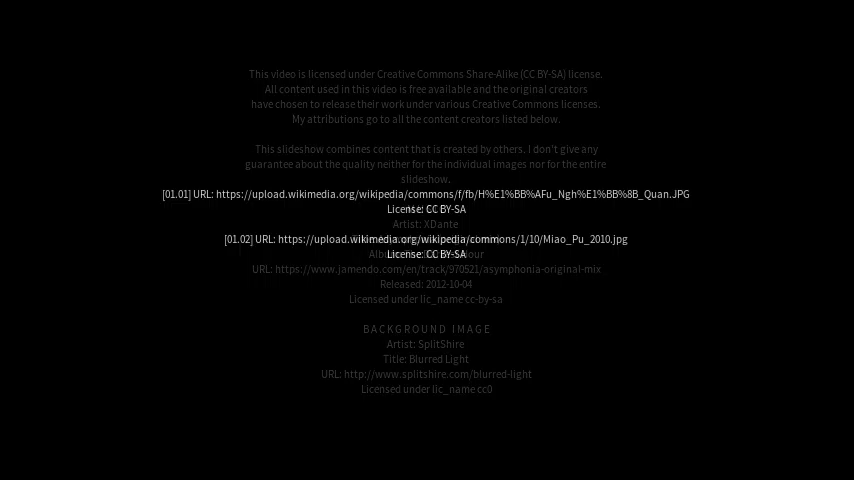 This video is licensed under Creative Commons Share-Alike (CC BY-SA) license.
All content used in this video is free available and the original creators
have chosen to release their work under various Creative Commons licenses.
My attributions go to all the content creators listed below.
This slideshow combines content that is created by others. I don't give any
guarantee about the quality neither for the individual images nor for the entire
slideshow.
[01.01] URL: https://upload.wikimedia.org/wikipedia/commons/f/fb/H%E1%BB%AFu_Ngh%E1%BB%8B_Quan.JPG
License: CC BY-SA
Artist: XDante
[01.02] URL: https://upload.wikimedia.org/wikipedia/commons/1/10/Miao_Pu_2010.jpg
License: CC BY-SA
URL: https://www.jamendo.com/en/track/970521/asymphonia-original-mix
Released: 2012-10-04
Licensed under lic_name cc-by-sa
BACKGROUND IMAGE
Artist: SplitShire
Title: Blurred Light
URL: http://www.splitshire.com/blurred-light
Licensed under lic_name cc0